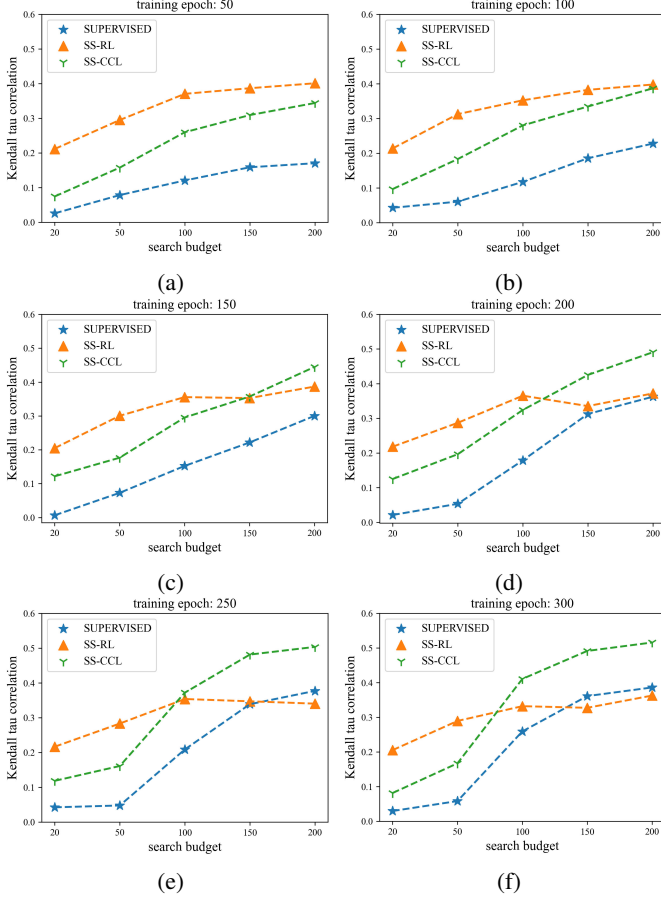 training epoch: 50
0.6
0.5
0.4
0.3
0.2
0.1
0.0
Kendall tau correlation
SUPERVISED
SS-RL
SS-CCL
20 50 100 150 200
search budget
(a)
training epoch: 100
0.6
0.5
0.4
0.3
0.2
0.1
0.0
Kendall tau correlation
SUPERVISED
SS-RL
SS-CCL
20 50 100 150 200
search budget
(b)
training epoch: 150
0.6
0.5
0.4
0.3
0.2
0.1
0.0
Kendall tau correlation
SUPERVISED
SS-RL
SS-CCL
20 50 100 150 200
search budget
(c)
training epoch: 200
0.6
0.5
0.4
0.3
0.2
0.1
0.0
Kendall tau correlation
SUPERVISED
SS-RL
SS-CCL
20 50 100 150 200
search budget
(d)
training epoch: 250
0.6
0.5
0.4
0.3
0.2
0.1
0.0
Kendall tau correlation
SUPERVISED
SS-RL
SS-CCL
20 50 100 150 200
search budget
(e)
training epoch: 300
0.6
0.5
0.4
0.3
0.2
0.1
0.0
Kendall tau correlation
SUPERVISED
SS-RL
SS-CCL
20 50 100 150 200
search budget
(f)